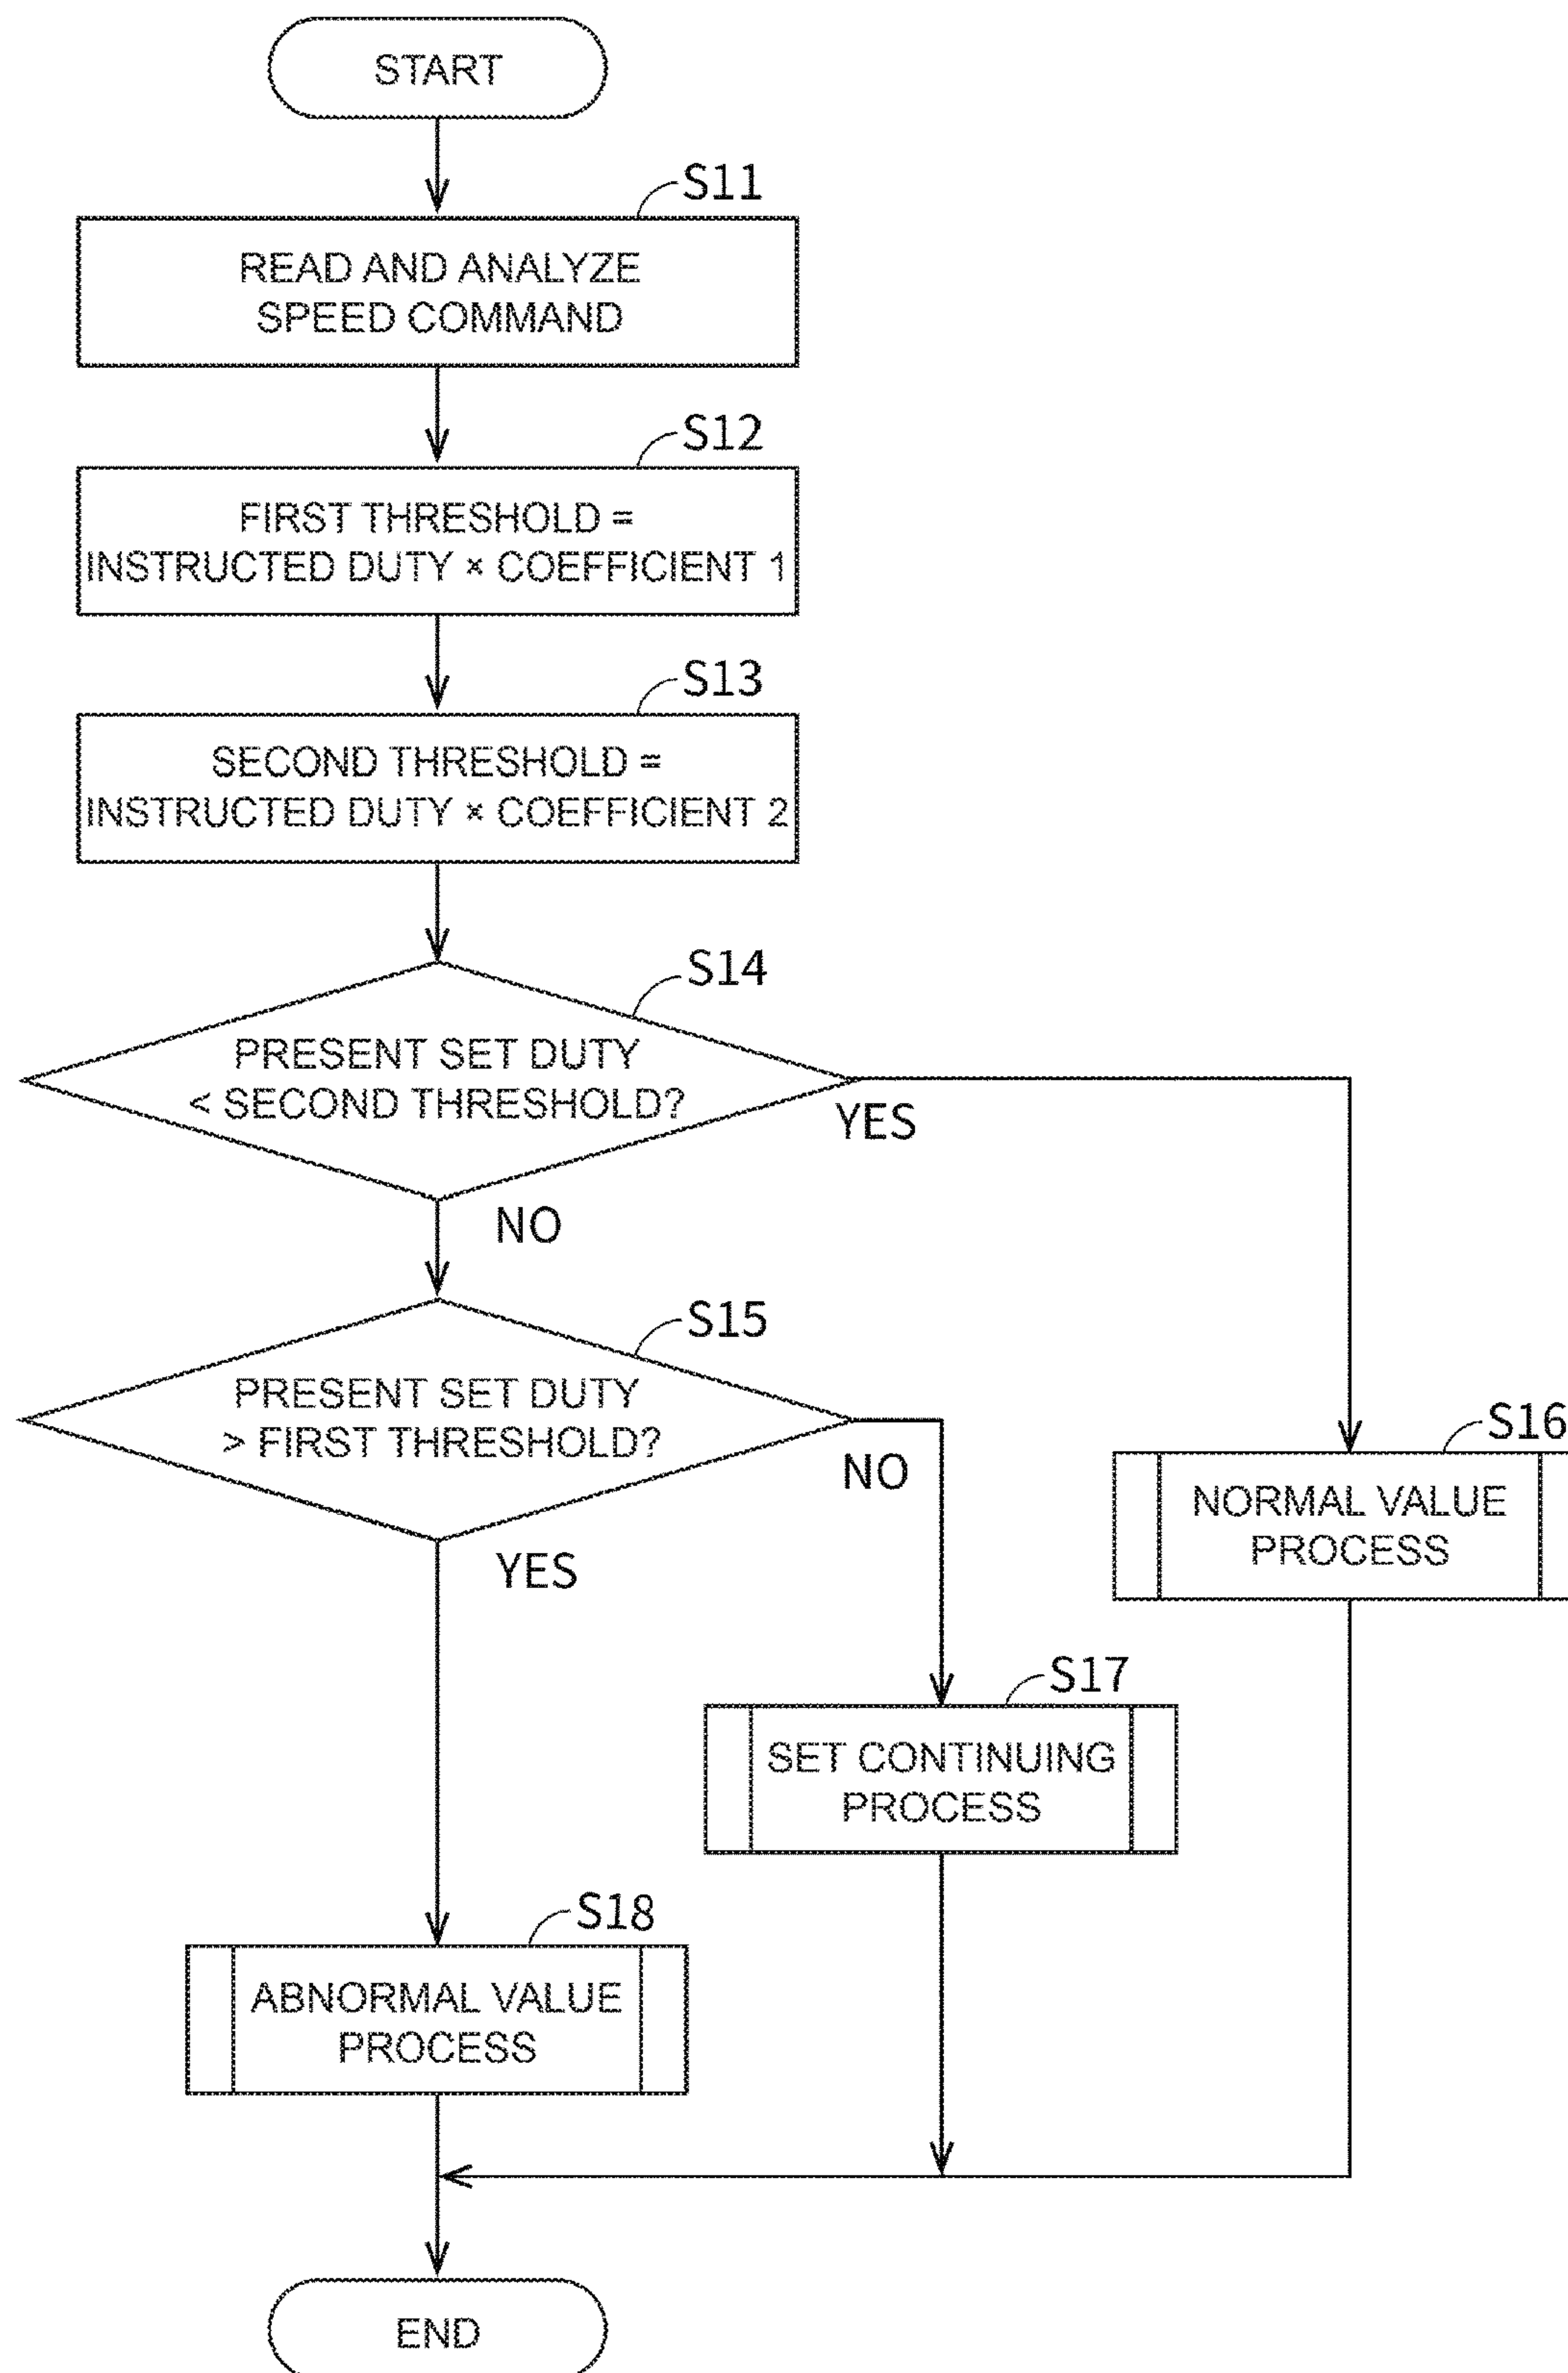 START
S11
READ AND ANALYZE
SPEED COMMAND
S12
FIRST THRESHOLD =
INSTRUCTED DUTY × COEFFICIENT 1
S13
SECOND THRESHOLD =
INSTRUCTED DUTY × COEFFICIENT 2
S14
PRESENT SET DUTY
< SECOND THRESHOLD?
YES
NO
S15
PRESENT SET DUTY
> FIRST THRESHOLD?
NO
YES
S16
NORMAL VALUE
PROCESS
S17
SET CONTINUING
PROCESS
S18
ABNORMAL VALUE
PROCESS
END